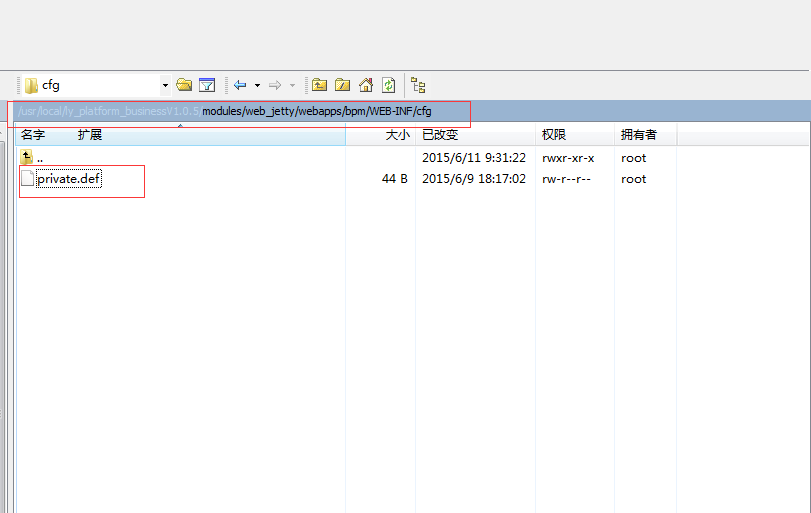 cfg
/usr/local/ly_platform_businessV1.0.5/modules/web_jetty/webapps/bpm/WEB-INF/cfg
名字 扩展 大小 已改变 权限 拥有者
.. 2015/6/11 9:31:22 rwxr-xr-x root
private.def 44 B 2015/6/9 18:17:02 rw-r--r-- root